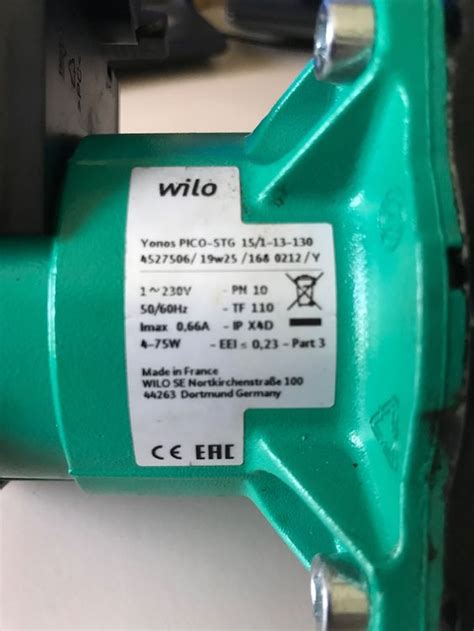 wilo
Yonos PICO-STG 15/1-13-130
4527506/ 19w25 /168 0212 / Y
1~230V - PN 10
50/60Hz - TF 110
Imax 0,66A - IP X4D
4-75W - EEI ≤ 0,23 - Part 3
Made in France
WILO SE Nortkirchenstraße 100
44263 Dortmund Germany
CE EAC